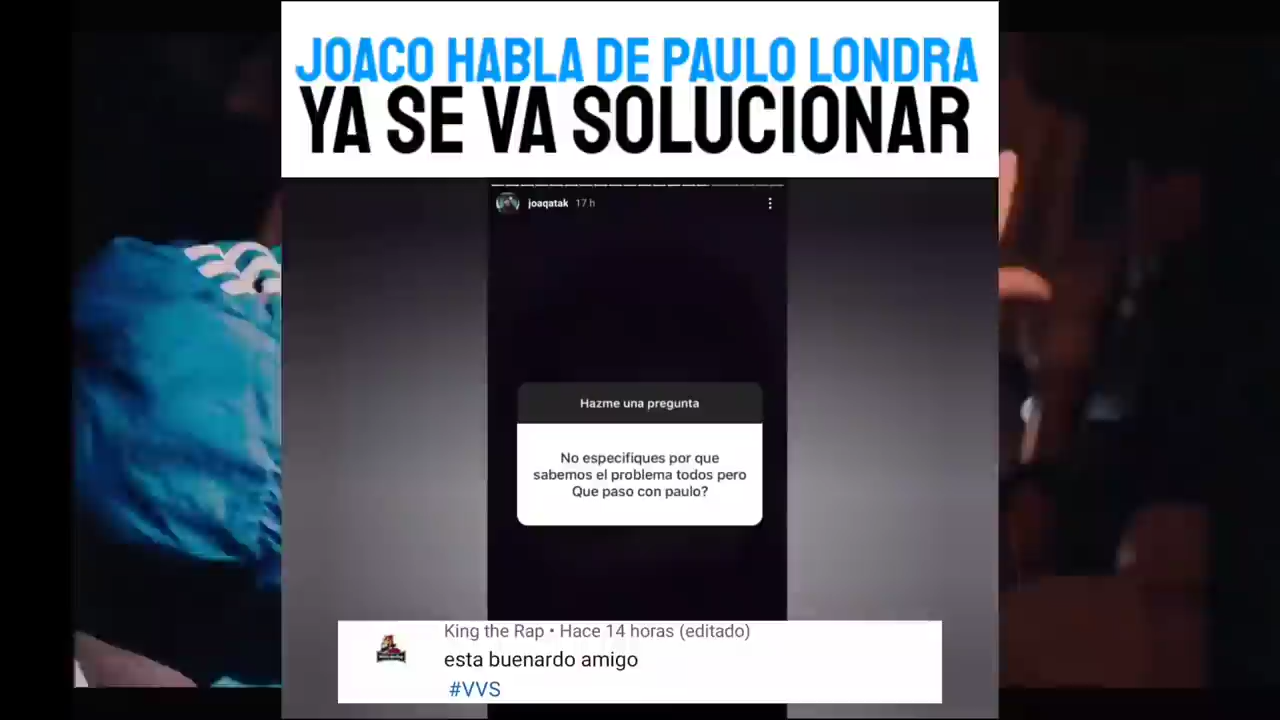 JOACO HABLA DE PAULO LONDRA
YA SE VA SOLUCIONAR
joaqatak 17 h
Hazme una pregunta
No especifiques por que
sabemos el problema todos pero
Que paso con paulo?
King the Rap • Hace 14 horas (editado)
esta buenardo amigo
#VVS